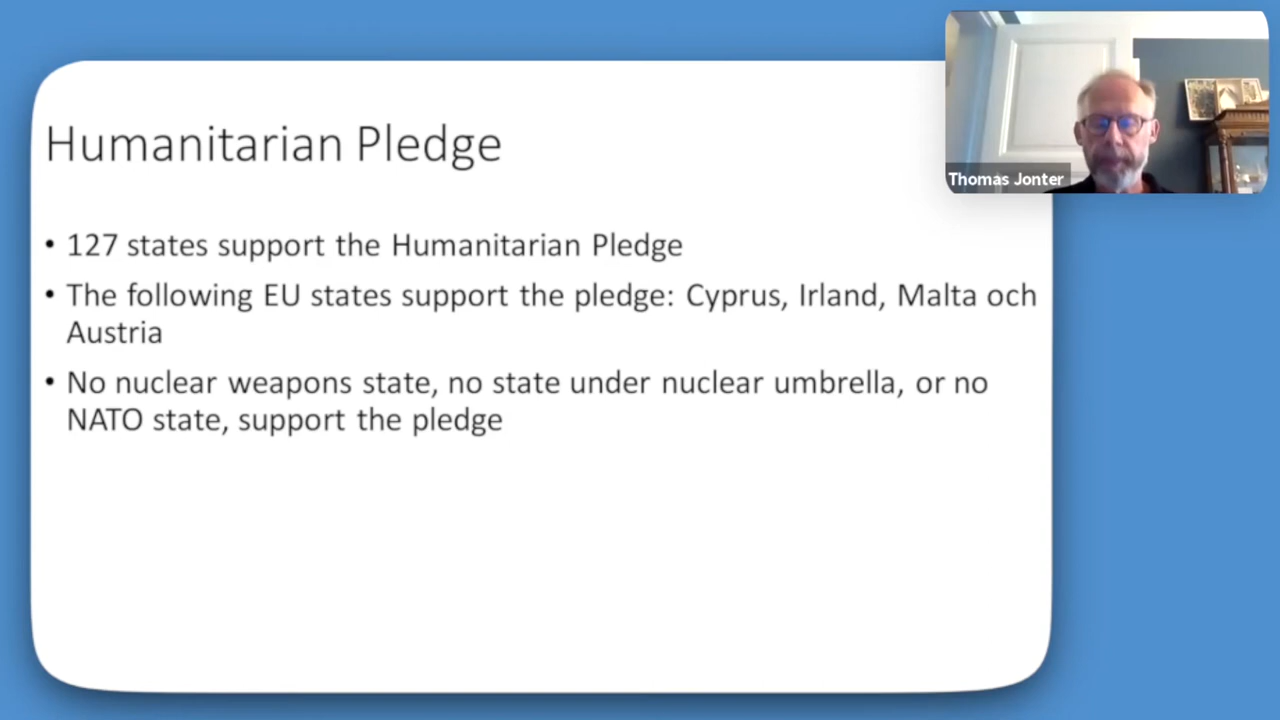 Humanitarian Pledge
• 127 states support the Humanitarian Pledge
• The following EU states support the pledge: Cyprus, Irland, Malta och
Austria
• No nuclear weapons state, no state under nuclear umbrella, or no
NATO state, support the pledge
Thomas Jonter